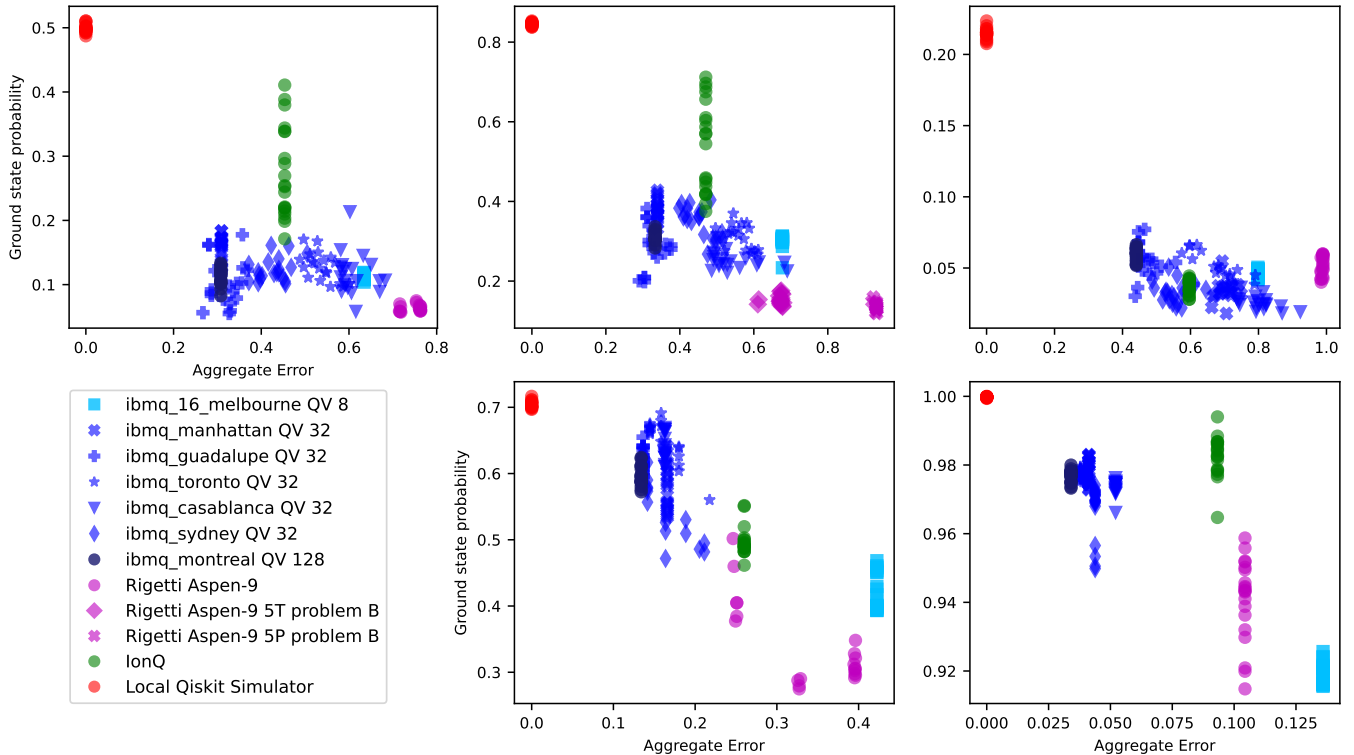 0.5
0.4
0.3
0.2
0.1
Ground state probability
0.0
0.2
0.4
0.6
0.8
Aggregate Error
0.8
0.6
0.4
0.2
0.0
0.2
0.4
0.6
0.8
0.20
0.15
0.10
0.05
0.0
0.2
0.4
0.6
0.8
1.0
ibmq_16_melbourne QV 8
ibmq_manhattan QV 32
ibmq_guadalupe QV 32
ibmq_toronto QV 32
ibmq_casablanca QV 32
ibmq_sydney QV 32
ibmq_montreal QV 128
Rigetti Aspen-9
Rigetti Aspen-9 5T problem B
Rigetti Aspen-9 5P problem B
IonQ
Local Qiskit Simulator
0.7
0.6
0.5
0.4
0.3
Ground state probability
0.0
0.1
0.2
0.3
0.4
Aggregate Error
1.00
0.98
0.96
0.94
0.92
0.000
0.025
0.050
0.075
0.100
0.125
Aggregate Error